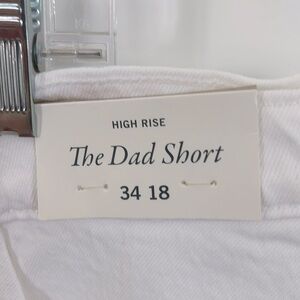 HIGH RISE
The Dad Short
34 18